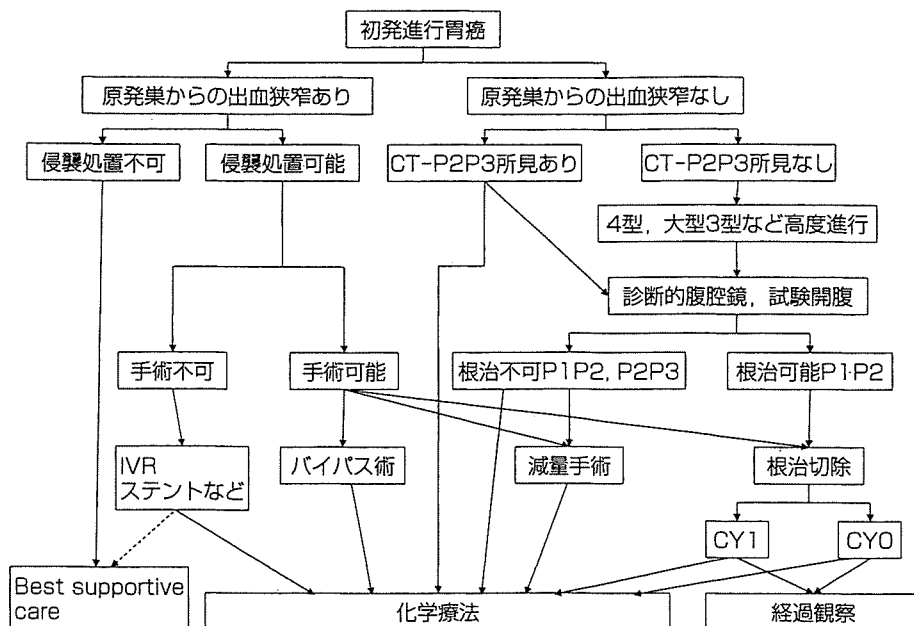 初発進行胃癌
原発巣からの出血狭窄あり
原発巣からの出血狭窄なし
侵襲処置不可
侵襲処置可能
CT-P2P3所見あり
CT-P2P3所見なし
4型，大型3型など高度進行
診断的腹腔鏡，試験開腹
手術不可
手術可能
根治不可P1P2, P2P3
根治可能P1·P2
IVR
ステントなど
バイパス術
減量手術
根治切除
CY1
CY0
Best supportive
care
化学療法
経過観察